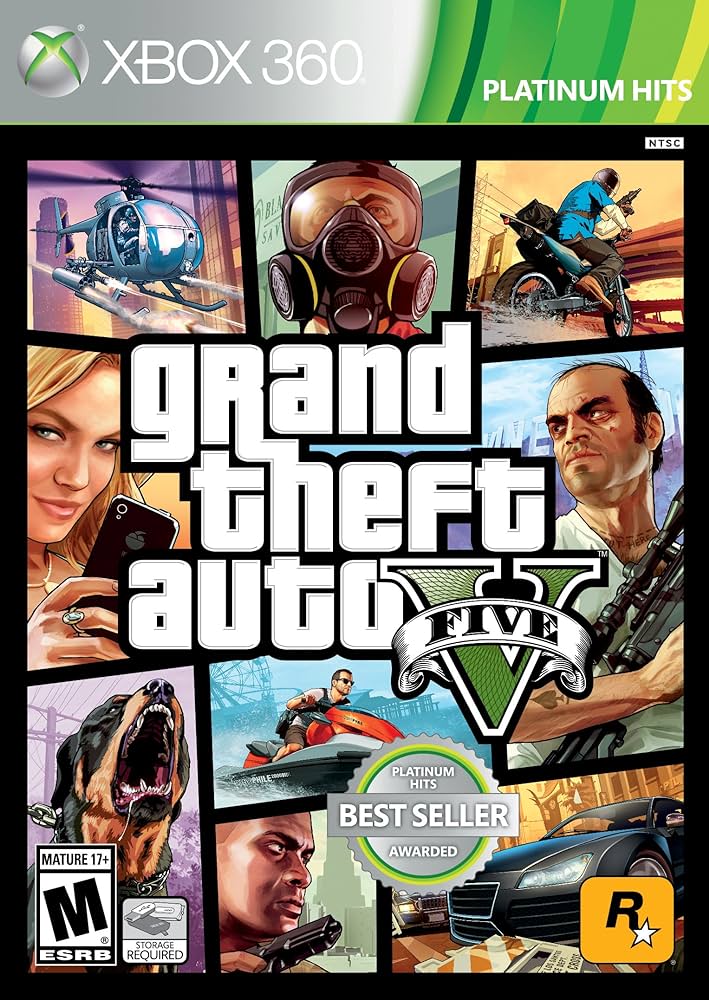 XBOX 360
PLATINUM HITS
NTSC
grand
theft
auto V
FIVE
TM
PLATINUM
HITS
BEST SELLER
AWARDED
MATURE 17+
M
®
ESRB
STORAGE
REQUIRED
R